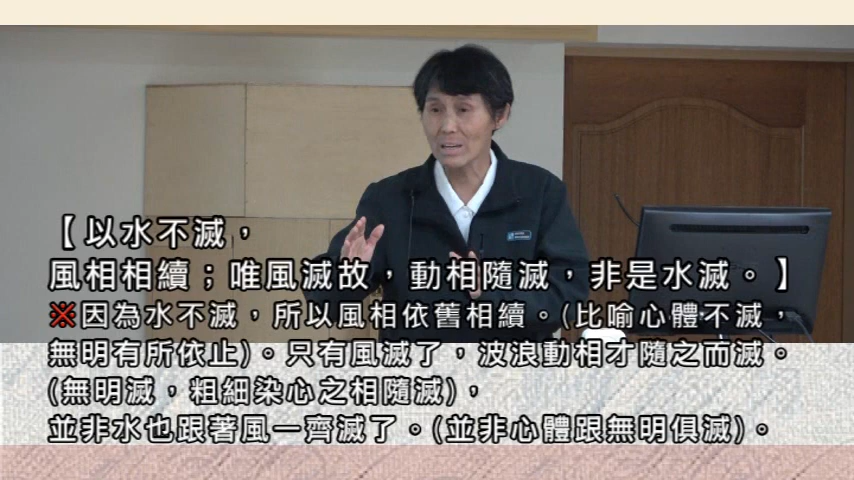 【以水不滅，
風相相續；唯風滅故，動相隨滅，非是水滅。】
※因為水不滅，所以風相依舊相續。(比喻心體不滅，
無明有所依止)。只有風滅了，波浪動相才隨之而滅。
(無明滅，粗細染心之相隨滅)，
並非水也跟著風一齊滅了。(並非心體跟無明俱滅)。